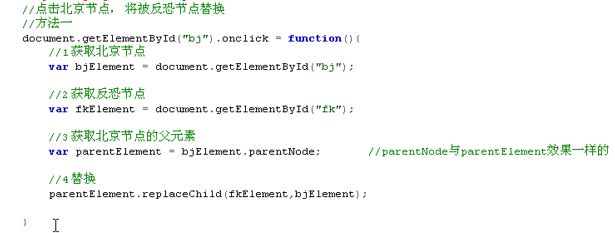 //点击北京节点, 将被反恐节点替换
//方法一
document.getElementById("bj").onclick = function(){
//1获取北京节点
var bjElement = document.getElementById("bj");
//2获取反恐节点
var fkElement = document.getElementById("fk");
//3获取北京节点的父元素
var parentElement = bjElement.parentNode; //parentNode与parentElement效果一样的
//4替换
parentElement.replaceChild(fkElement,bjElement);
}